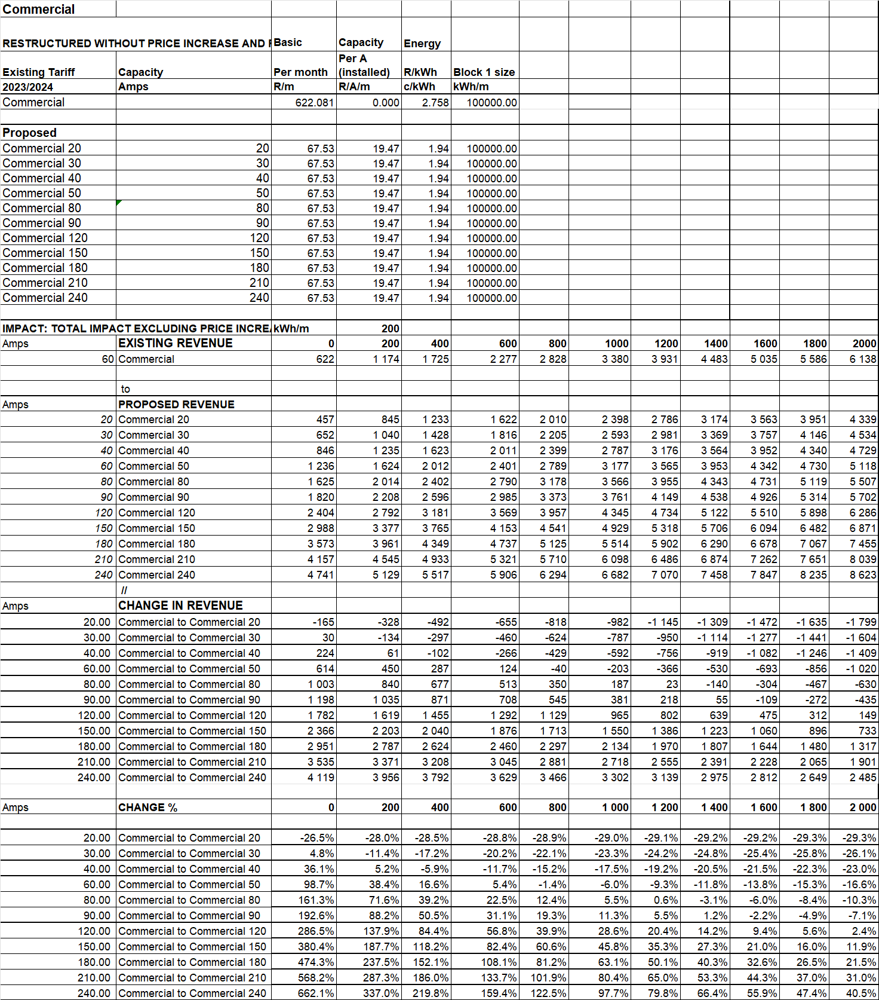 Commercial
RESTRUCTURED WITHOUT PRICE INCREASE AND Basic Capacity Energy
Existing Tariff Capacity Per month Per A (installed) R/kWh Block 1 size
2023/2024 Amps R/m R/A/m c/kWh kWh/m
Commercial 622.081 0.000 2.758 100000.00
Proposed
Commercial 20 20 67.53 19.47 1.94 100000.00
Commercial 30 30 67.53 19.47 1.94 100000.00
Commercial 40 40 67.53 19.47 1.94 100000.00
Commercial 50 50 67.53 19.47 1.94 100000.00
Commercial 80 80 67.53 19.47 1.94 100000.00
Commercial 90 90 67.53 19.47 1.94 100000.00
Commercial 120 120 67.53 19.47 1.94 100000.00
Commercial 150 150 67.53 19.47 1.94 100000.00
Commercial 180 180 67.53 19.47 1.94 100000.00
Commercial 210 210 67.53 19.47 1.94 100000.00
Commercial 240 240 67.53 19.47 1.94 100000.00
IMPACT: TOTAL IMPACT EXCLUDING PRICE INCREA kWh/m 200
Amps EXISTING REVENUE 0 200 400 600 800 1000 1200 1400 1600 1800 2000
60 Commercial 622 1 174 1 725 2 277 2 828 3 380 3 931 4 483 5 035 5 586 6 138
to
Amps PROPOSED REVENUE
20 Commercial 20 457 845 1 233 1 622 2 010 2 398 2 786 3 174 3 563 3 951 4 339
30 Commercial 30 652 1 040 1 428 1 816 2 205 2 593 2 981 3 369 3 757 4 146 4 534
40 Commercial 40 846 1 235 1 623 2 011 2 399 2 787 3 176 3 564 3 952 4 340 4 729
60 Commercial 50 1 236 1 624 2 012 2 401 2 789 3 177 3 565 3 953 4 342 4 730 5 118
80 Commercial 80 1 625 2 014 2 402 2 790 3 178 3 566 3 955 4 343 4 731 5 119 5 507
90 Commercial 90 1 820 2 208 2 596 2 985 3 373 3 761 4 149 4 538 4 926 5 314 5 702
120 Commercial 120 2 404 2 792 3 181 3 569 3 957 4 345 4 734 5 122 5 510 5 898 6 286
150 Commercial 150 2 988 3 377 3 765 4 153 4 541 4 929 5 318 5 706 6 094 6 482 6 871
180 Commercial 180 3 573 3 961 4 349 4 737 5 125 5 514 5 902 6 290 6 678 7 067 7 455
210 Commercial 210 4 157 4 545 4 933 5 321 5 710 6 098 6 486 6 874 7 262 7 651 8 039
240 Commercial 240 4 741 5 129 5 517 5 906 6 294 6 682 7 070 7 458 7 847 8 235 8 623
//
Amps CHANGE IN REVENUE
20.00 Commercial to Commercial 20 -165 -328 -492 -655 -818 -982 -1 145 -1 309 -1 472 -1 635 -1 799
30.00 Commercial to Commercial 30 30 -134 -297 -460 -624 -787 -950 -1 114 -1 277 -1 441 -1 604
40.00 Commercial to Commercial 40 224 61 -102 -266 -429 -592 -756 -919 -1 082 -1 246 -1 409
60.00 Commercial to Commercial 50 614 450 287 124 -40 -203 -366 -530 -693 -856 -1 020
80.00 Commercial to Commercial 80 1 003 840 677 513 350 187 23 -140 -304 -467 -630
90.00 Commercial to Commercial 90 1 198 1 035 871 708 545 381 218 55 -109 -272 -435
120.00 Commercial to Commercial 120 1 782 1 619 1 455 1 292 1 129 965 802 639 475 312 149
150.00 Commercial to Commercial 150 2 366 2 203 2 040 1 876 1 713 1 550 1 386 1 223 1 060 896 733
180.00 Commercial to Commercial 180 2 951 2 787 2 624 2 460 2 297 2 134 1 970 1 807 1 644 1 480 1 317
210.00 Commercial to Commercial 210 3 535 3 371 3 208 3 045 2 881 2 718 2 555 2 391 2 228 2 065 1 901
240.00 Commercial to Commercial 240 4 119 3 956 3 792 3 629 3 466 3 302 3 139 2 975 2 812 2 649 2 485
Amps CHANGE % 0 200 400 600 800 1 000 1 200 1 400 1 600 1 800 2 000
20.00 Commercial to Commercial 20 -26.5% -28.0% -28.5% -28.8% -28.9% -29.0% -29.1% -29.2% -29.2% -29.3% -29.3%
30.00 Commercial to Commercial 30 4.8% -11.4% -17.2% -20.2% -22.1% -23.3% -24.2% -24.8% -25.4% -25.8% -26.1%
40.00 Commercial to Commercial 40 36.1% 5.2% -5.9% -11.7% -15.2% -17.5% -19.2% -20.5% -21.5% -22.3% -23.0%
60.00 Commercial to Commercial 50 98.7% 38.4% 16.6% 5.4% -1.4% -6.0% -9.3% -11.8% -13.8% -15.3% -16.6%
80.00 Commercial to Commercial 80 161.3% 71.6% 39.2% 22.5% 12.4% 5.5% 0.6% -3.1% -6.0% -8.4% -10.3%
90.00 Commercial to Commercial 90 192.6% 88.2% 50.5% 31.1% 19.3% 11.3% 5.5% 1.2% -2.2% -4.9% -7.1%
120.00 Commercial to Commercial 120 286.5% 137.9% 84.4% 56.8% 39.9% 28.6% 20.4% 14.2% 9.4% 5.6% 2.4%
150.00 Commercial to Commercial 150 380.4% 187.7% 118.2% 82.4% 60.6% 45.8% 35.3% 27.3% 21.0% 16.0% 11.9%
180.00 Commercial to Commercial 180 474.3% 237.5% 152.1% 108.1% 81.2% 63.1% 50.1% 40.3% 32.6% 26.5% 21.5%
210.00 Commercial to Commercial 210 568.2% 287.3% 186.0% 133.7% 101.9% 80.4% 65.0% 53.3% 44.3% 37.0% 31.0%
240.00 Commercial to Commercial 240 662.1% 337.0% 219.8% 159.4% 122.5% 97.7% 79.8% 66.4% 55.9% 47.4% 40.5%